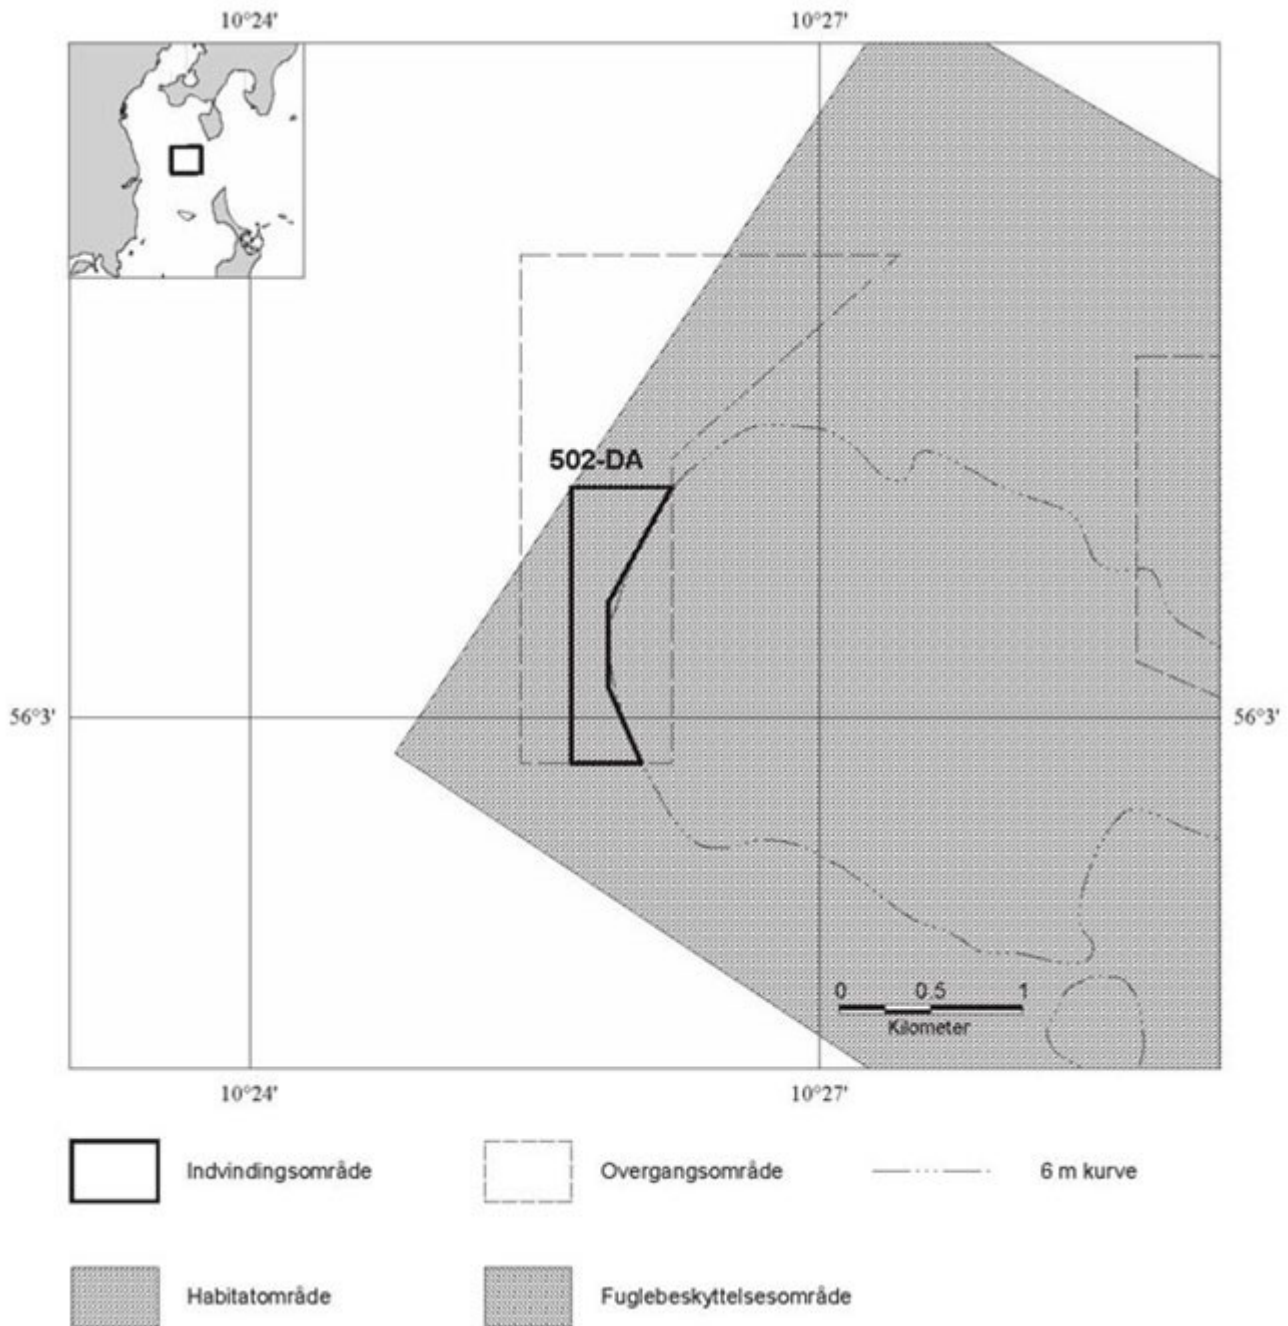 10°24' 10°27'
502-DA
56°3' 56°3'
0 0.5 1
Kilometer
10°24' 10°27'
Indvindingsområde Overgangsområde 6 m kurve
Habitatområde Fuglebeskyttelsesområde